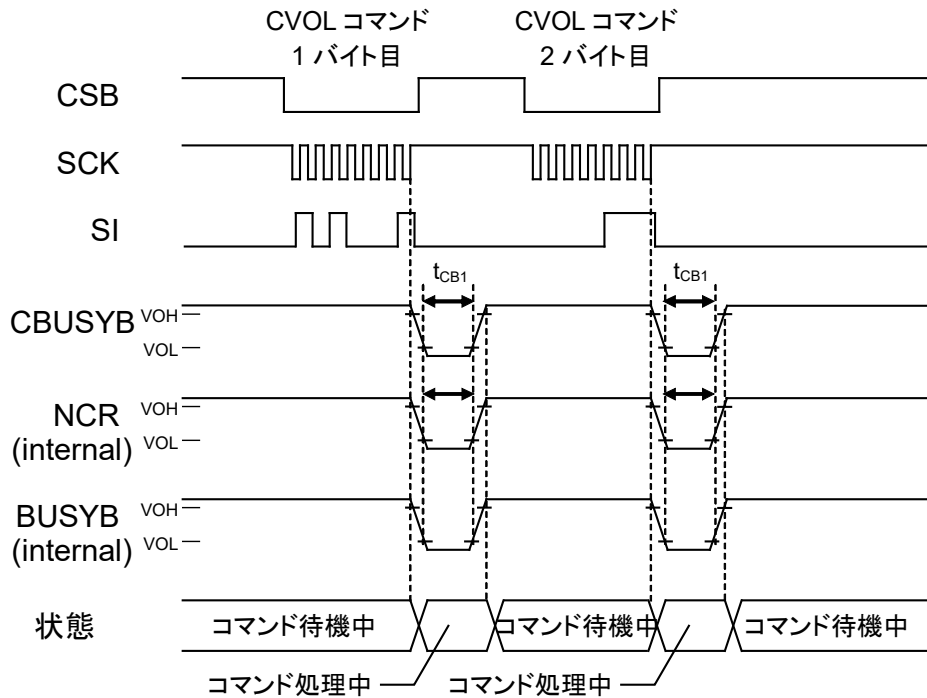 CVOL コマンド
1 バイト目
CVOL コマンド
2 バイト目
CSB
SCK
SI
tCB1
tCB1
CBUSYB
VOH
VOL
NCR
(internal)
VOH
VOL
BUSYB
(internal)
VOH
VOL
状態
コマンド待機中
コマンド待機中
コマンド待機中
コマンド処理中
コマンド処理中